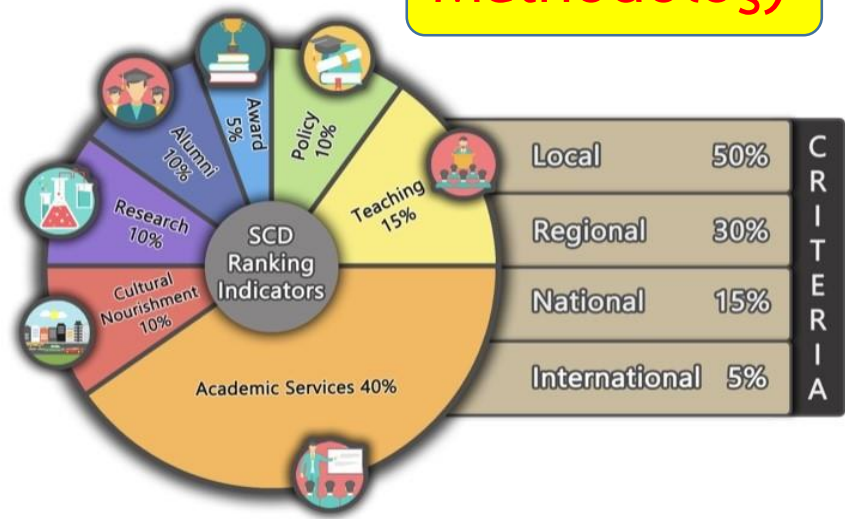 Methodology
SCD
Ranking
Indicators
Award
5%
Policy
10%
Teaching
15%
Academic Services 40%
Cultural
Nourishment
10%
Research
10%
Alumni
10%
Local 50%
Regional 30%
National 15%
International 5%
CRITERIA